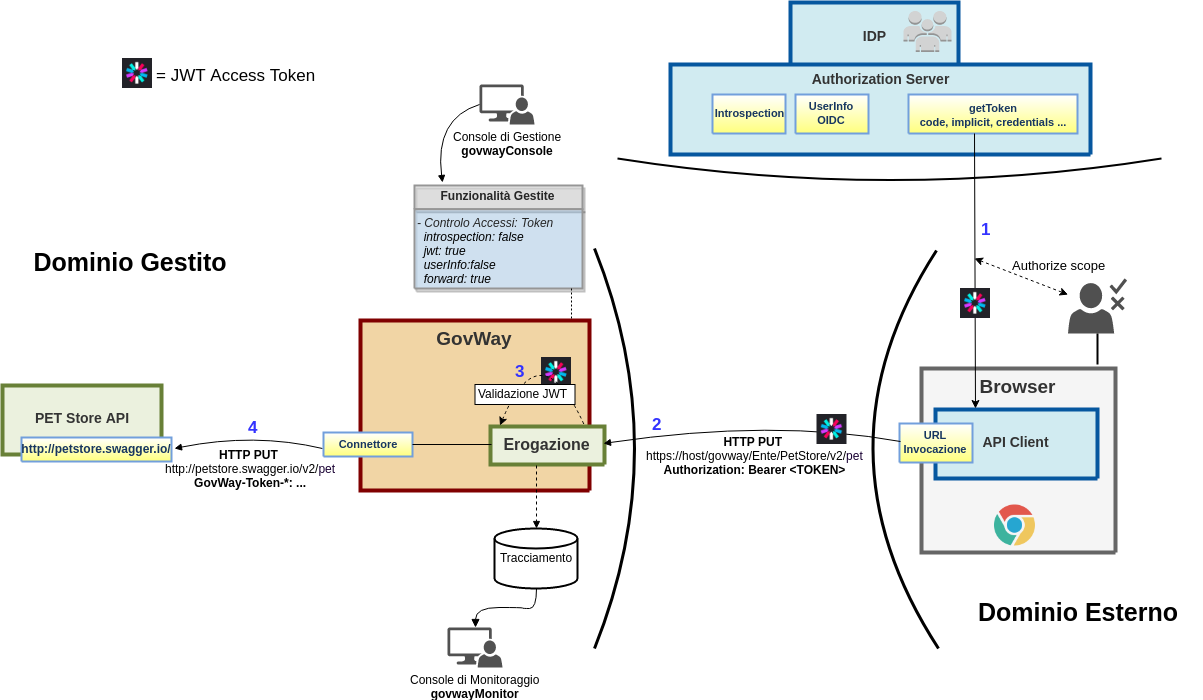 IDP
Authorization Server
Introspection
UserInfo
OIDC
getToken
code, implicit, credentials ...
= JWT Access Token
Console di Gestione
govwayConsole
Funzionalità Gestite
- Controlo Accessi: Token
introspection: false
jwt: true
userInfo:false
forward: true
1
Authorize scope
Dominio Gestito
GovWay
3
Validazione JWT
Erogazione
Connettore
PET Store API
http://petstore.swagger.io/
4
HTTP PUT
http://petstore.swagger.io/v2/pet
GovWay-Token-*: ...
2
HTTP PUT
https://host/govway/Ente/PetStore/v2/pet
Authorization: Bearer <TOKEN>
Browser
URL
Invocazione
API Client
Tracciamento
Console di Monitoraggio
govwayMonitor
Dominio Esterno